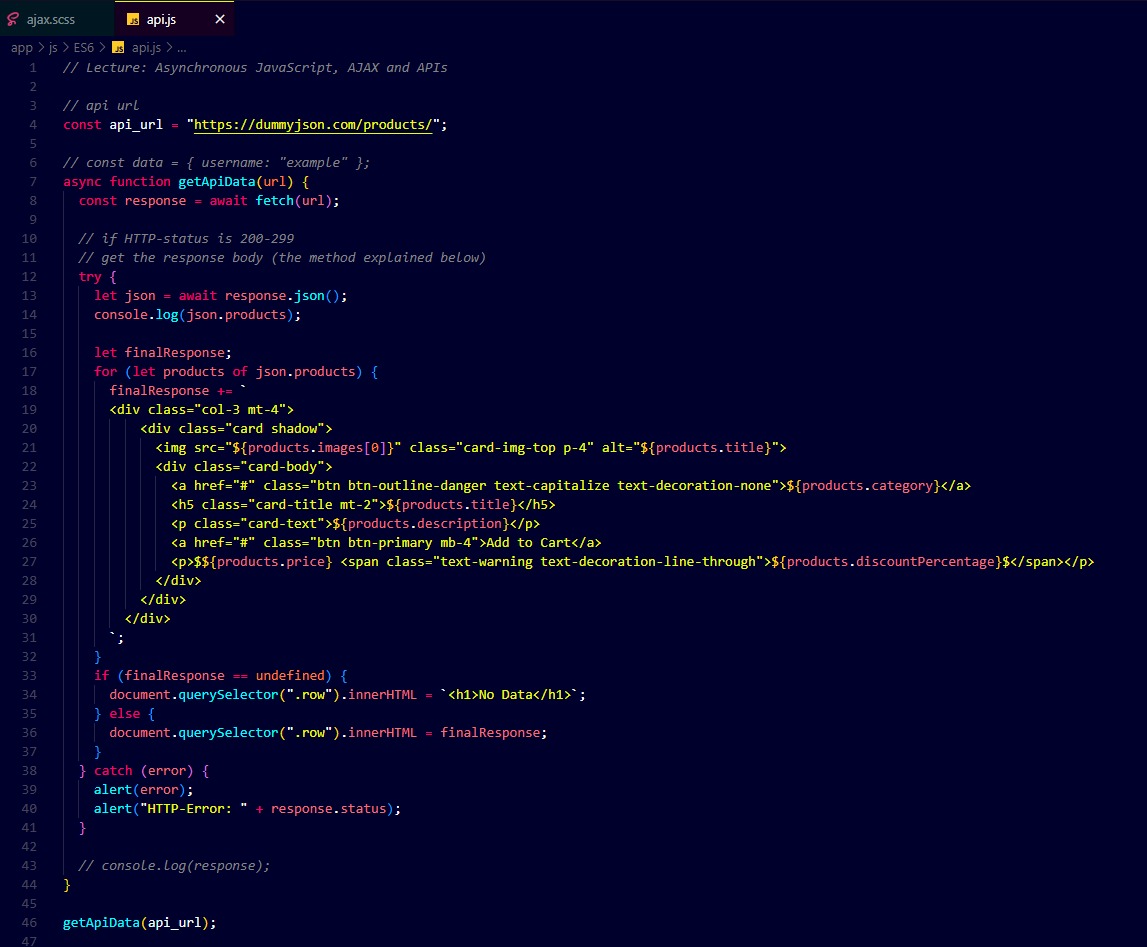 ajax.scss
JS api.js ×
app > js > ES6 > JS api.js > ...
1 // Lecture: Asynchronous JavaScript, AJAX and APIs
2
3 // api url
4 const api_url = "https://dummyjson.com/products/";
5
6 // const data = { username: "example" };
7 async function getApiData(url) {
8   const response = await fetch(url);
9
10   // if HTTP-status is 200-299
11   // get the response body (the method explained below)
12   try {
13     let json = await response.json();
14     console.log(json.products);
15
16     let finalResponse;
17     for (let products of json.products) {
18       finalResponse += `
19       <div class="col-3 mt-4">
20           <div class="card shadow">
21             <img src="${products.images[0]}" class="card-img-top p-4" alt="${products.title}">
22             <div class="card-body">
23               <a href="#" class="btn btn-outline-danger text-capitalize text-decoration-none">${products.category}</a>
24               <h5 class="card-title mt-2">${products.title}</h5>
25               <p class="card-text">${products.description}</p>
26               <a href="#" class="btn btn-primary mb-4">Add to Cart</a>
27               <p>$${products.price} <span class="text-warning text-decoration-line-through">${products.discountPercentage}$</span></p>
28             </div>
29           </div>
30         </div>
31       `;
32     }
33     if (finalResponse == undefined) {
34       document.querySelector(".row").innerHTML = `<h1>No Data</h1>`;
35     } else {
36       document.querySelector(".row").innerHTML = finalResponse;
37     }
38   } catch (error) {
39     alert(error);
40     alert("HTTP-Error: " + response.status);
41   }
42
43   // console.log(response);
44 }
45
46 getApiData(api_url);
47